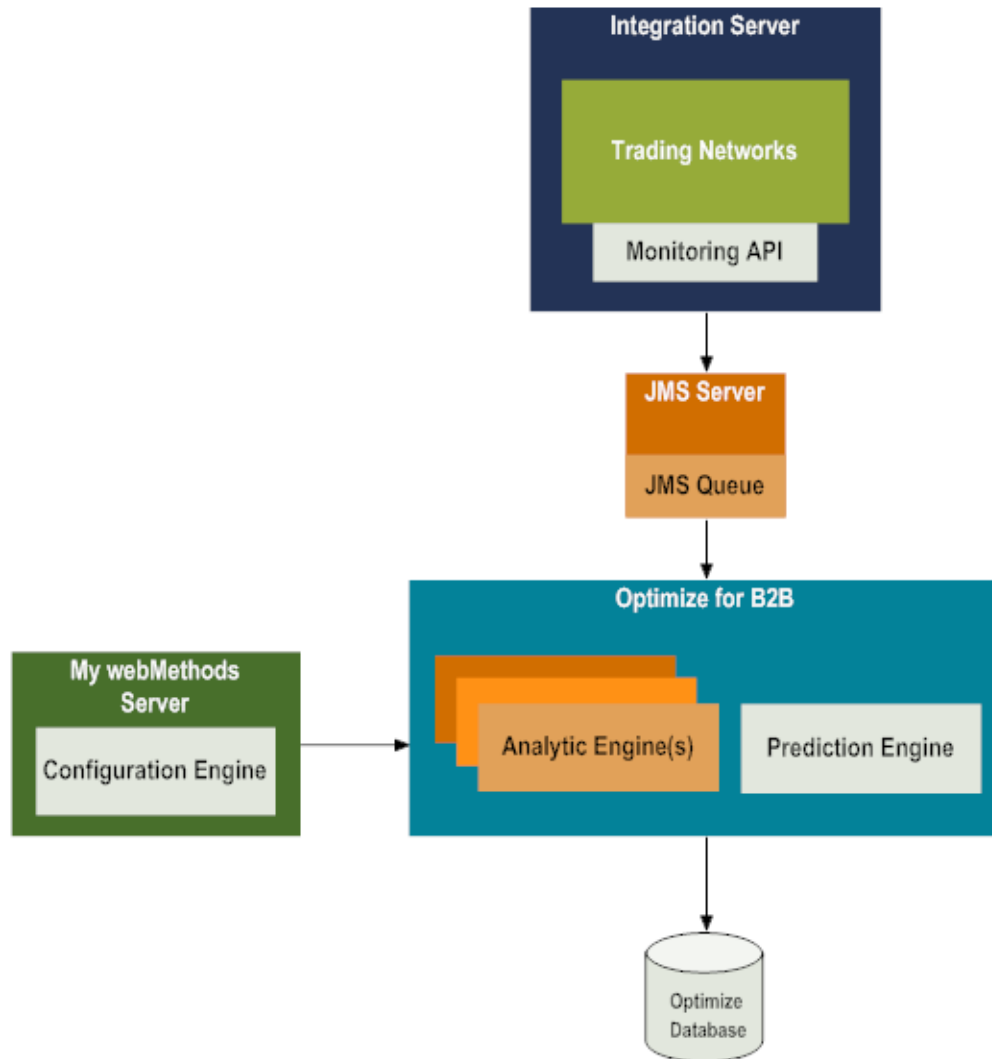 Integration Server
Trading Networks
Monitoring API
JMS Server
JMS Queue
Optimize for B2B
My webMethods
Server
Configuration Engine
Analytic Engine(s)
Prediction Engine
Optimize
Database